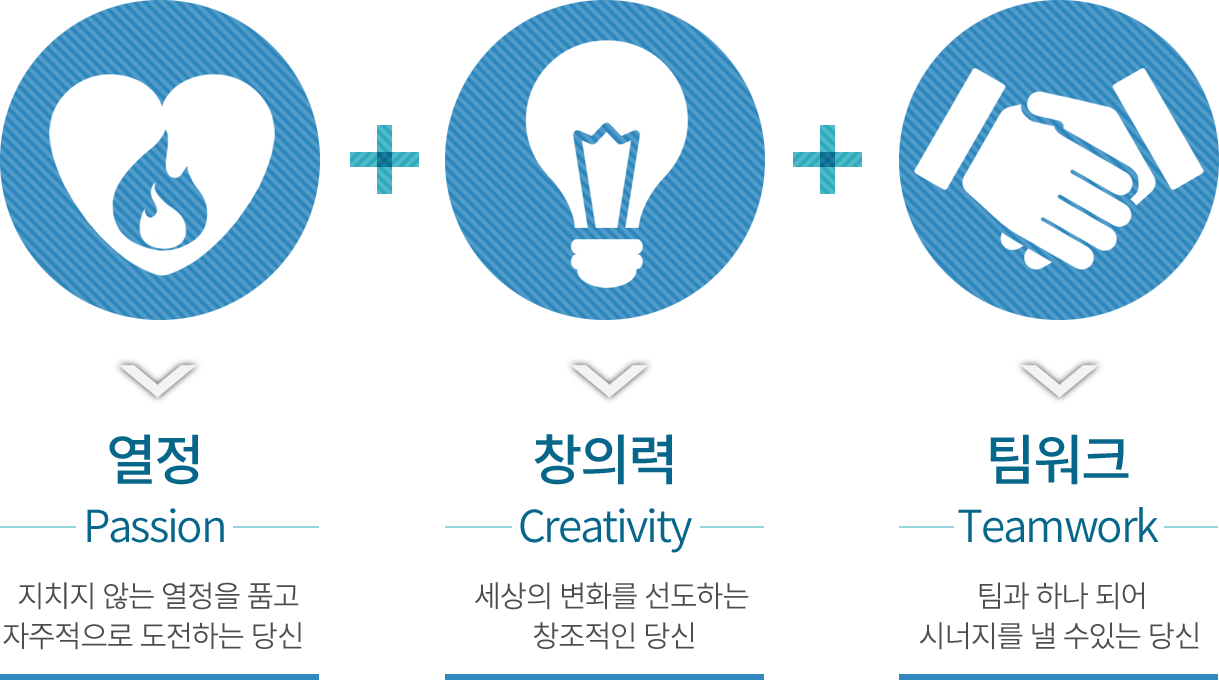 열정
Passion
지치지 않는 열정을 품고
자주적으로 도전하는 당신
창의력
Creativity
세상의 변화를 선도하는
창조적인 당신
팀워크
Teamwork
팀과 하나 되어
시너지를 낼 수있는 당신